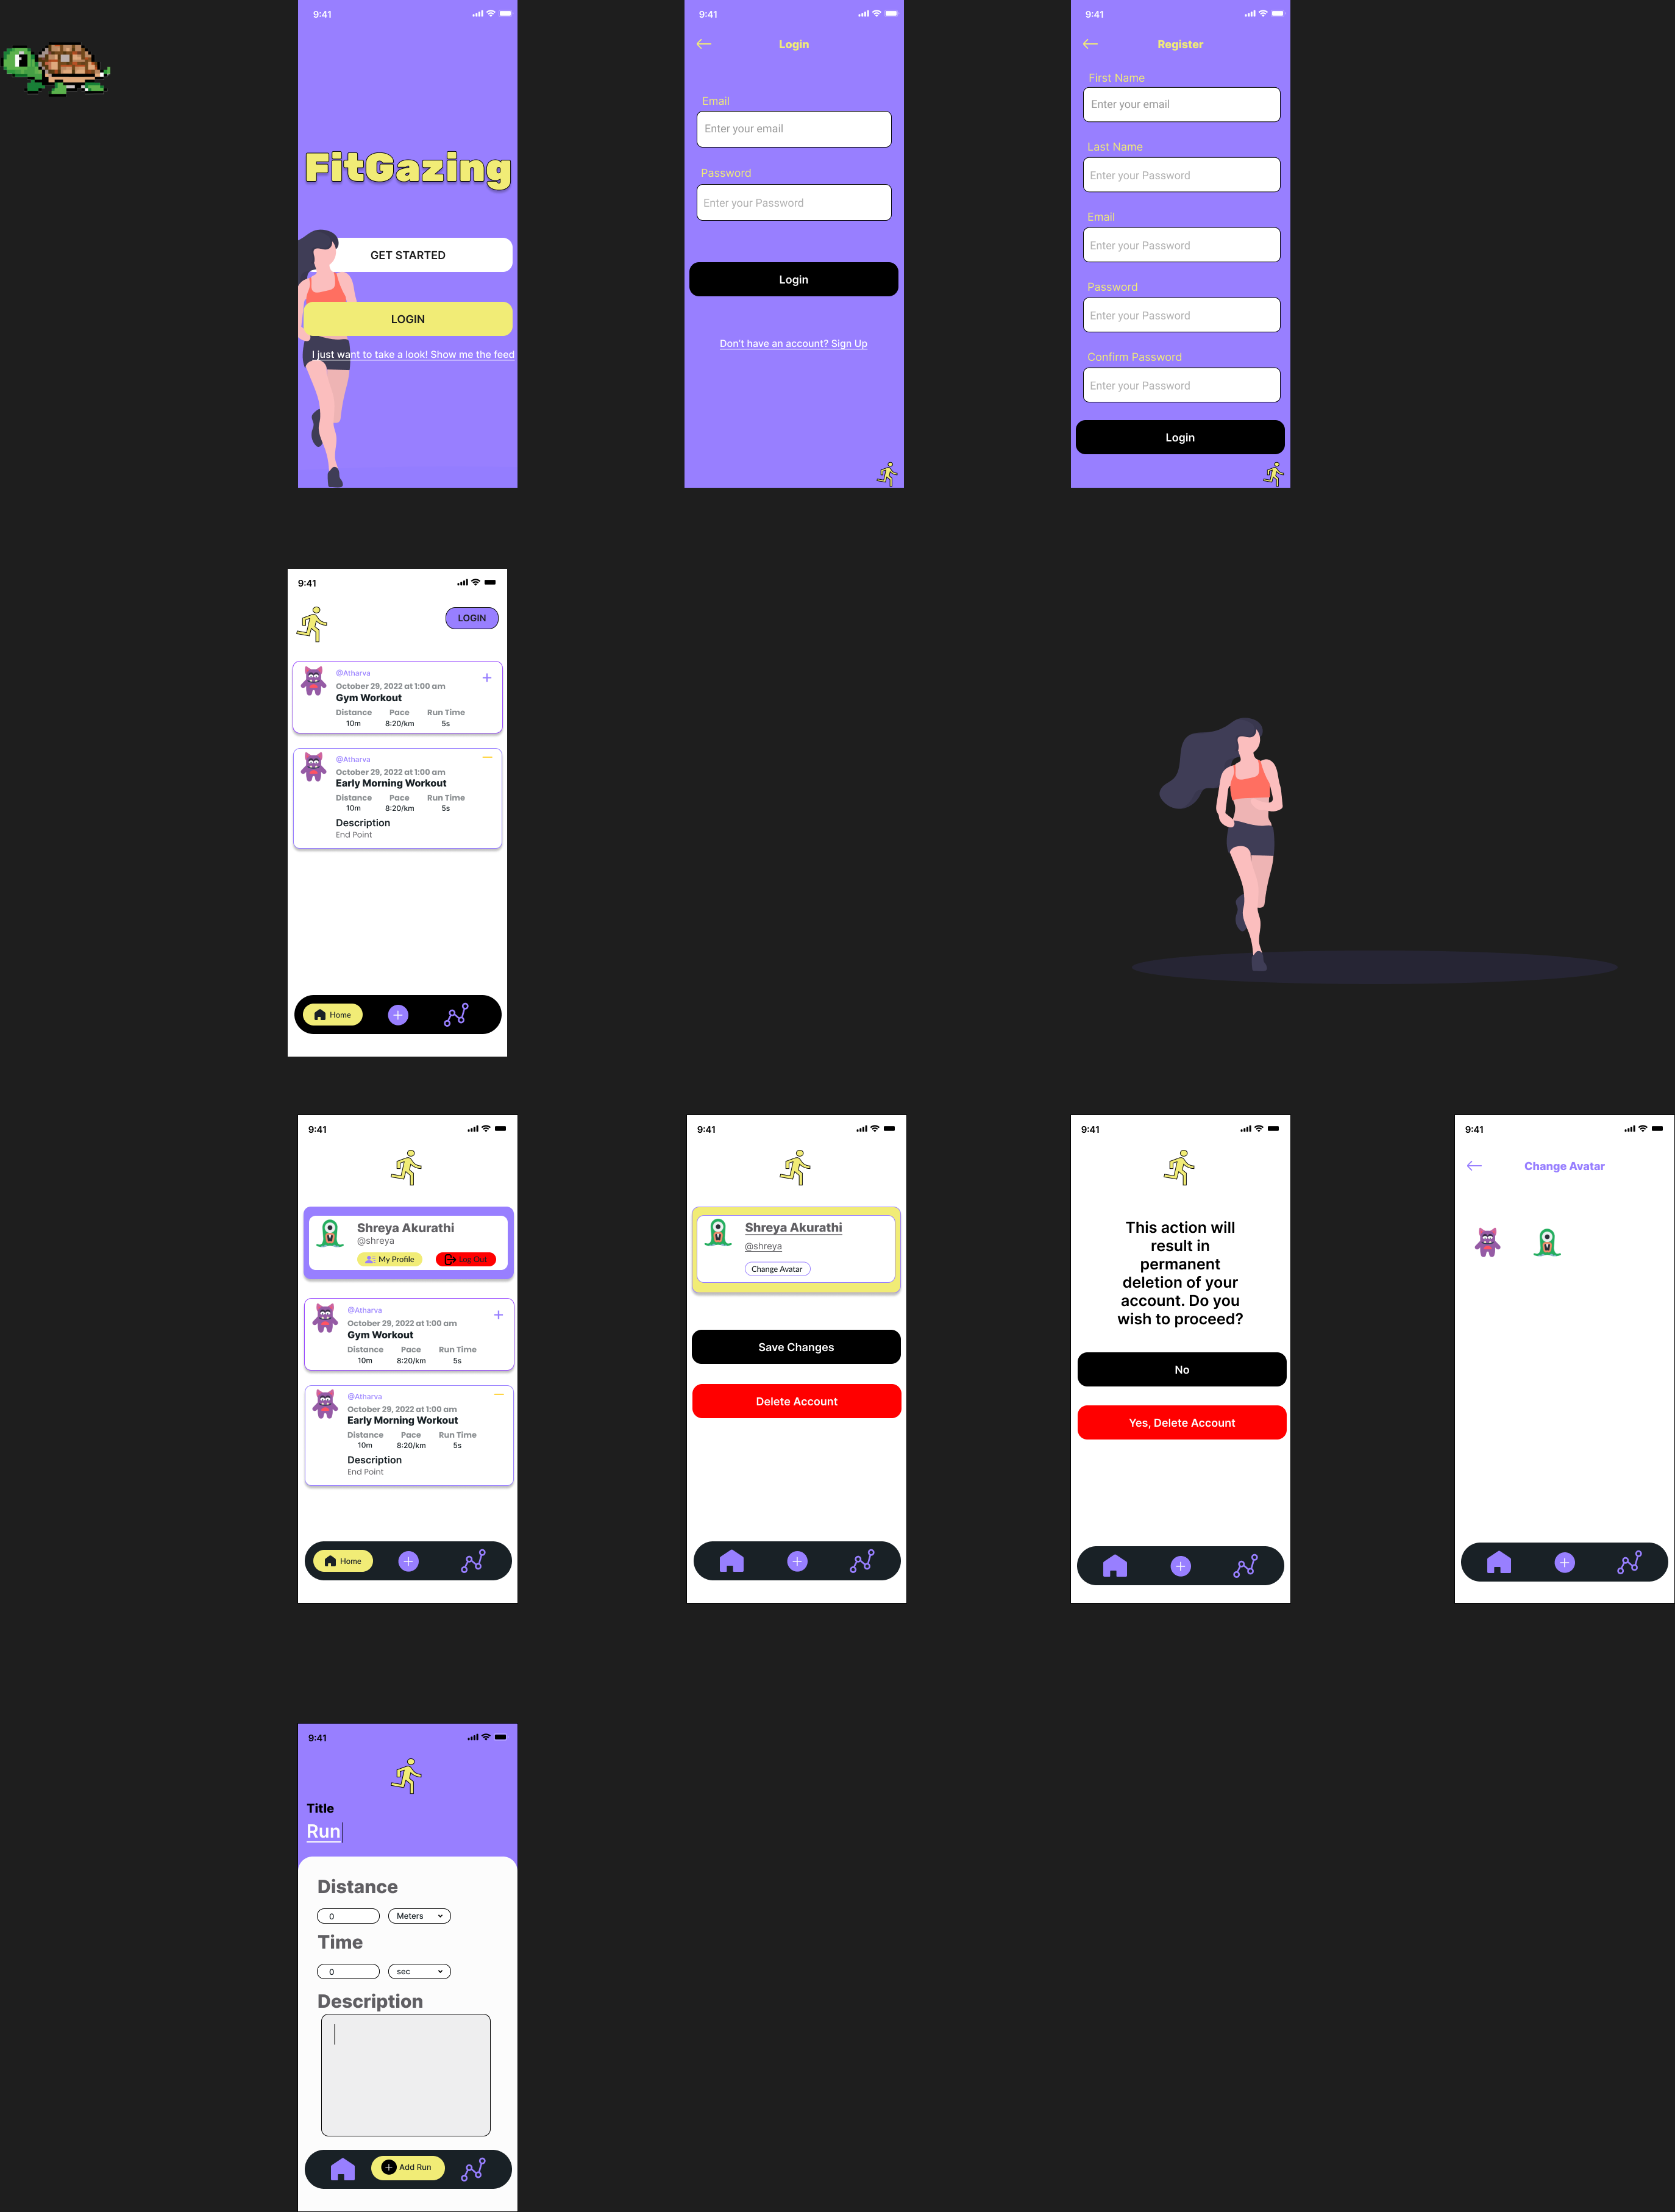 9:41
FitGazing
GET STARTED
LOGIN
I just want to take a look! Show me the feed
9:41
Login
Email
Enter your email
Password
Enter your Password
Login
Don't have an account? Sign Up
9:41
Register
First Name
Enter your email
Last Name
Enter your Password
Email
Enter your Password
Password
Enter your Password
Confirm Password
Enter your Password
Login
9:41
LOGIN
@Atharva
October 29, 2022 at 1:00 am
Gym Workout
Distance Pace Run Time
10m 8:20/km 5s
@Atharva
October 29, 2022 at 1:00 am
Early Morning Workout
Distance Pace Run Time
10m 8:20/km 5s
Description
End Point
Home
9:41
Shreya Akurathi
@shreya
My Profile Log Out
@Atharva
October 29, 2022 at 1:00 am
Gym Workout
Distance Pace Run Time
10m 8:20/km 5s
@Atharva
October 29, 2022 at 1:00 am
Early Morning Workout
Distance Pace Run Time
10m 8:20/km 5s
Description
End Point
Home
9:41
Shreya Akurathi
@shreya
Change Avatar
Save Changes
Delete Account
9:41
This action will
result in
permanent
deletion of your
account. Do you
wish to proceed?
No
Yes, Delete Account
9:41
Change Avatar
9:41
Title
Run
Distance
0 Meters
Time
0 sec
Description
Add Run